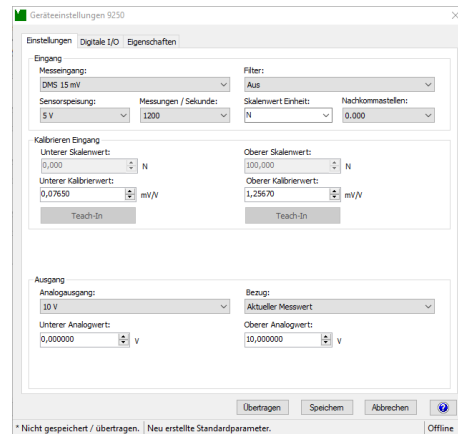 Geräteeinstellungen 9250
Einstellungen Digitale I/O Eigenschaften
Eingang
Messeingang: Filter:
DMS 15 mV Aus
Sensorspeisung: Messungen / Sekunde: Skalenwert Einheit: Nachkommastellen:
5 V 1200 N 0.000
Kalibrieren Eingang
Unterer Skalenwert: Oberer Skalenwert:
0,000 N 100,000 N
Unterer Kalibrierwert: Oberer Kalibrierwert:
0,07650 mV/V 1,25670 mV/V
Teach-In Teach-In
Ausgang
Analogausgang: Bezug:
10 V Aktueller Messwert
Unterer Analogwert: Oberer Analogwert:
0,000000 V 10,000000 V
Übertragen Speichern Abbrechen ?
* Nicht gespeichert / übertragen. Neu erstellte Standardparameter. Offline